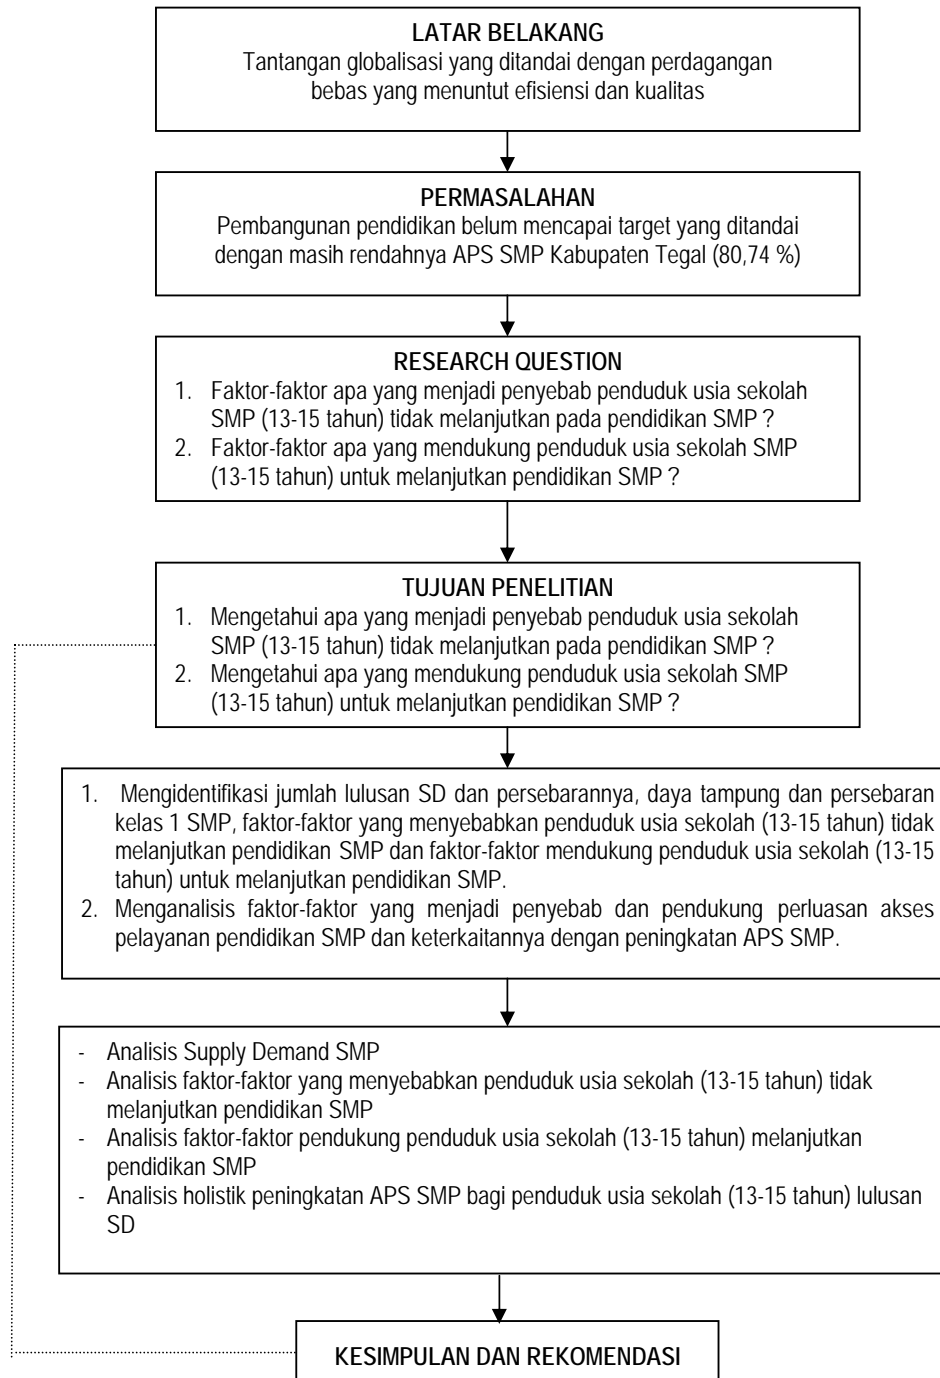 LATAR BELAKANG
Tantangan globalisasi yang ditandai dengan perdagangan
bebas yang menuntut efisiensi dan kualitas
PERMASALAHAN
Pembangunan pendidikan belum mencapai target yang ditandai
dengan masih rendahnya APS SMP Kabupaten Tegal (80,74 %)
RESEARCH QUESTION
1. Faktor-faktor apa yang menjadi penyebab penduduk usia sekolah
SMP (13-15 tahun) tidak melanjutkan pada pendidikan SMP ?
2. Faktor-faktor apa yang mendukung penduduk usia sekolah SMP
(13-15 tahun) untuk melanjutkan pendidikan SMP ?
TUJUAN PENELITIAN
1. Mengetahui apa yang menjadi penyebab penduduk usia sekolah
SMP (13-15 tahun) tidak melanjutkan pada pendidikan SMP ?
2. Mengetahui apa yang mendukung penduduk usia sekolah SMP
(13-15 tahun) untuk melanjutkan pendidikan SMP ?
1. Mengidentifikasi jumlah lulusan SD dan persebarannya, daya tampung dan persebaran
kelas 1 SMP, faktor-faktor yang menyebabkan penduduk usia sekolah (13-15 tahun) tidak
melanjutkan pendidikan SMP dan faktor-faktor mendukung penduduk usia sekolah (13-15
tahun) untuk melanjutkan pendidikan SMP.
2. Menganalisis faktor-faktor yang menjadi penyebab dan pendukung perluasan akses
pelayanan pendidikan SMP dan keterkaitannya dengan peningkatan APS SMP.
- Analisis Supply Demand SMP
- Analisis faktor-faktor yang menyebabkan penduduk usia sekolah (13-15 tahun) tidak
melanjutkan pendidikan SMP
- Analisis faktor-faktor pendukung penduduk usia sekolah (13-15 tahun) melanjutkan
pendidikan SMP
- Analisis holistik peningkatan APS SMP bagi penduduk usia sekolah (13-15 tahun) lulusan
SD
KESIMPULAN DAN REKOMENDASI